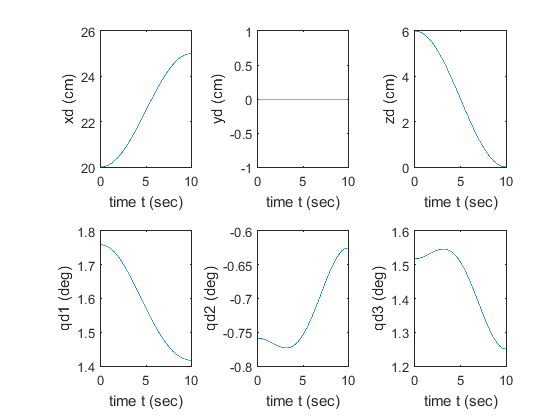 26
24
22
20
xd (cm)
0 5 10
time t (sec)
1
0.5
0
-0.5
-1
yd (cm)
0 5 10
time t (sec)
6
4
2
0
zd (cm)
0 5 10
time t (sec)
1.8
1.7
1.6
1.5
1.4
qd1 (deg)
0 5 10
time t (sec)
-0.6
-0.65
-0.7
-0.75
-0.8
qd2 (deg)
0 5 10
time t (sec)
1.6
1.5
1.4
1.3
1.2
qd3 (deg)
0 5 10
time t (sec)